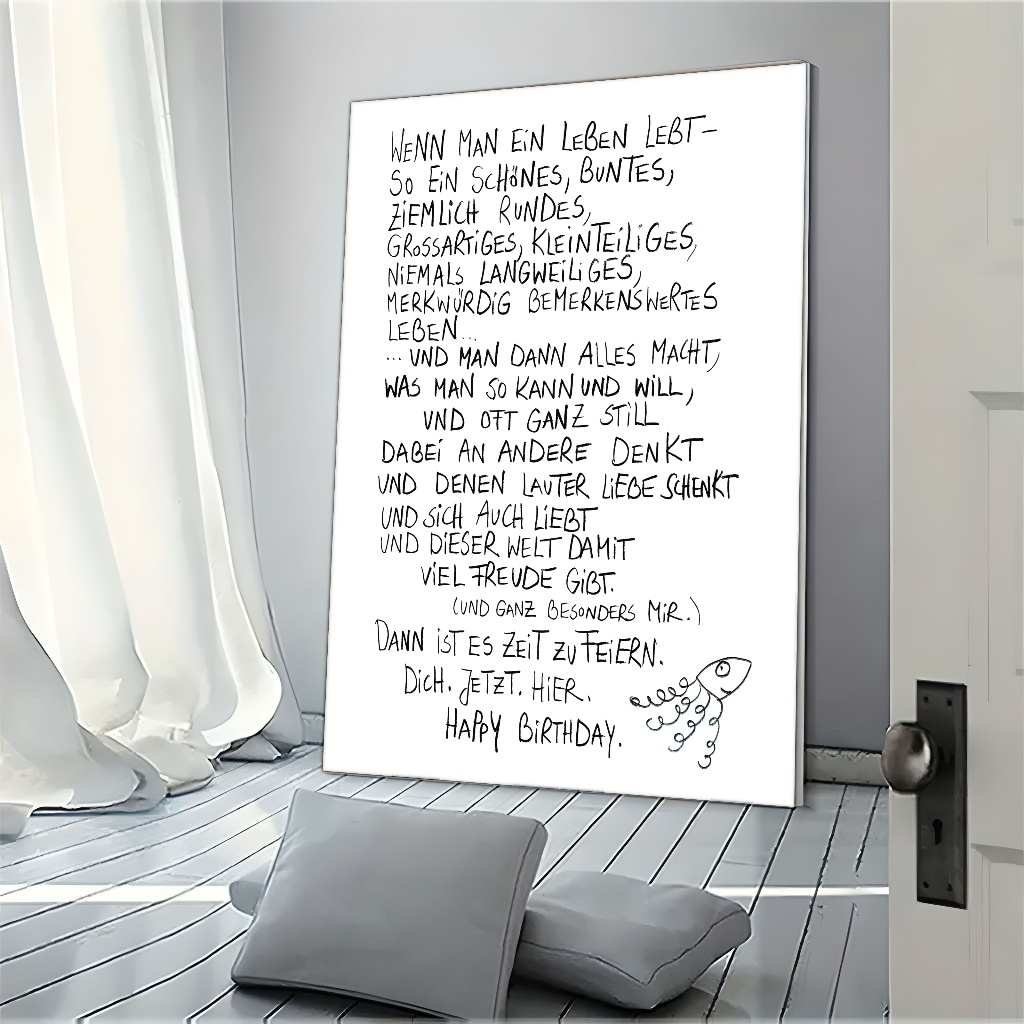 WENN MAN EIN LEBEN LEBT –
SO EIN SCHÖNES, BUNTES,
ZIEMLICH RUNDES,
GROSSARTIGES, KLEINTEILIGES,
NIEMALS LANGWEILIGES,
MERKWÜRDIG BEMERKENSWERTES
LEBEN...
... UND MAN DANN ALLES MACHT,
WAS MAN SO KANN UND WILL,
UND OFT GANZ STILL
DABEI AN ANDERE DENKT
UND DENEN LAUTER LIEBE SCHENKT
UND SICH AUCH LIEBT
UND DIESER WELT DAMIT
VIEL FREUDE GIBT.
(UND GANZ BESONDERS MIR.)
DANN IST ES ZEIT ZU FEIERN.
DICH. JETZT. HIER.
HAPPY BIRTHDAY.